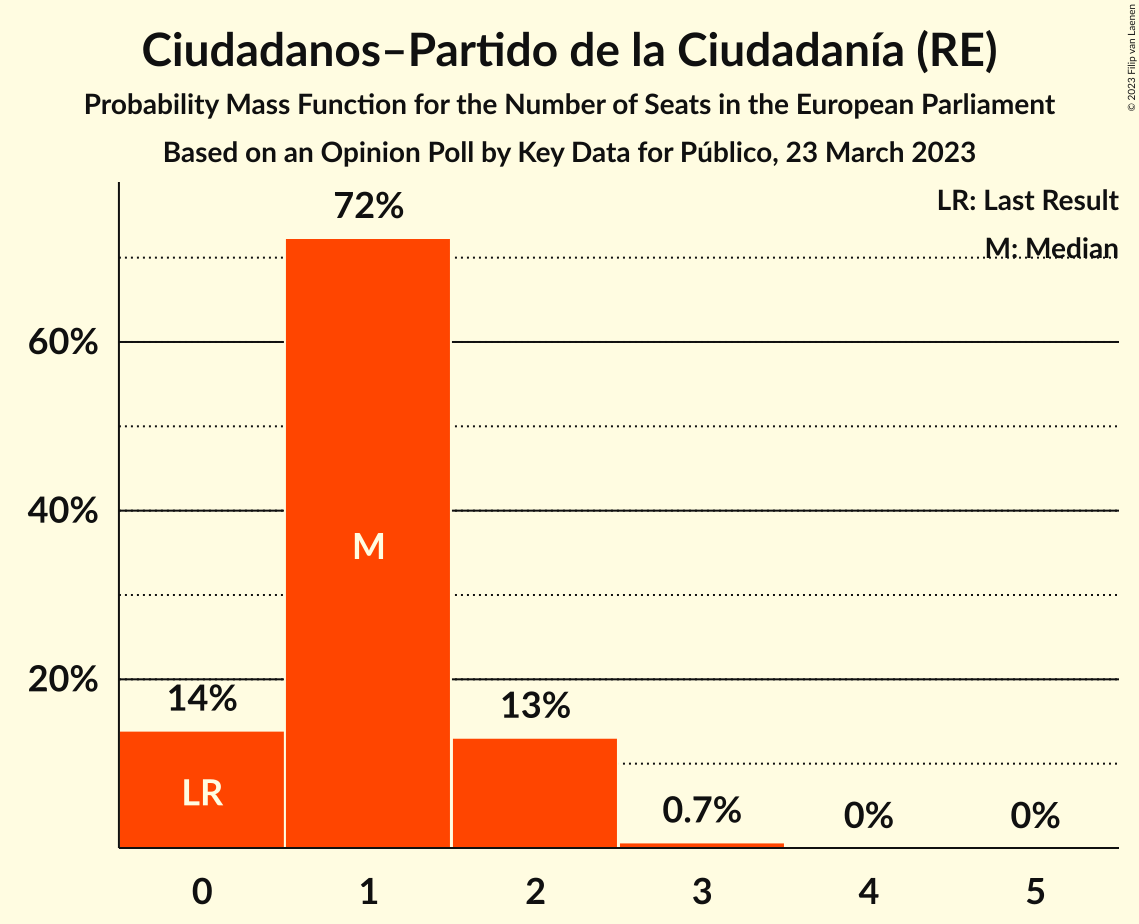 Ciudadanos–Partido de la Ciudadanía (RE)
Probability Mass Function for the Number of Seats in the European Parliament
Based on an Opinion Poll by Key Data for Público, 23 March 2023
© 2023 Filip van Laenen
LR: Last Result
M: Median
72%
60%
40%
M
20%
14%
13%
LR
0.7%
0%
0%
0 1 2 3 4 5